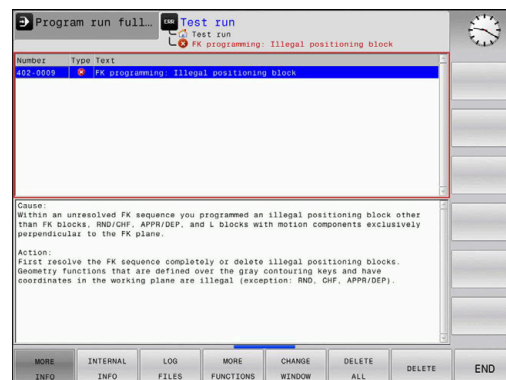 Program run full… ERR Test run
Test run
FK programming: Illegal positioning block
Number Type Text
402-0009 FK programming: Illegal positioning block
Cause:
Within an unresolved FK sequence you programmed an illegal positioning block other
than FK blocks, RND/CHF, APPR/DEP, and L blocks with motion components exclusively
perpendicular to the FK plane.
Action:
First resolve the FK sequence completely or delete illegal positioning blocks.
Geometry functions that are defined over the gray contouring keys and have
coordinates in the working plane are illegal (exception: RND, CHF, APPR/DEP).
MORE INTERNAL LOG MORE CHANGE DELETE DELETE END
INFO INFO FILES FUNCTIONS WINDOW ALL